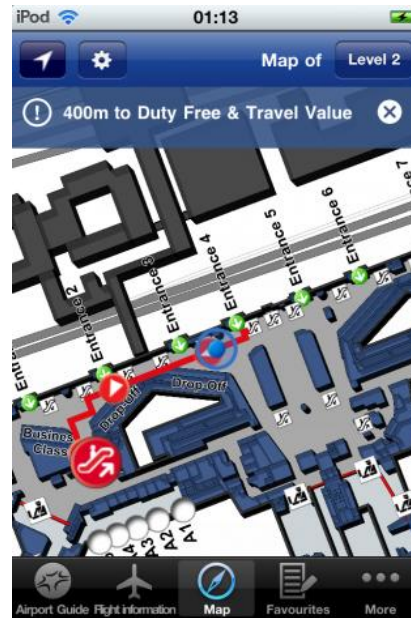 iPod 01:13
Map of Level 2
400m to Duty Free & Travel Value
Entrance 7
Entrance 6
Entrance 5
Entrance 4
Entrance 3
Entrance 2
Drop-Off
Drop-Off
Business
Class
A1
A2
A3
Airport Guide Flight information Map Favourites More